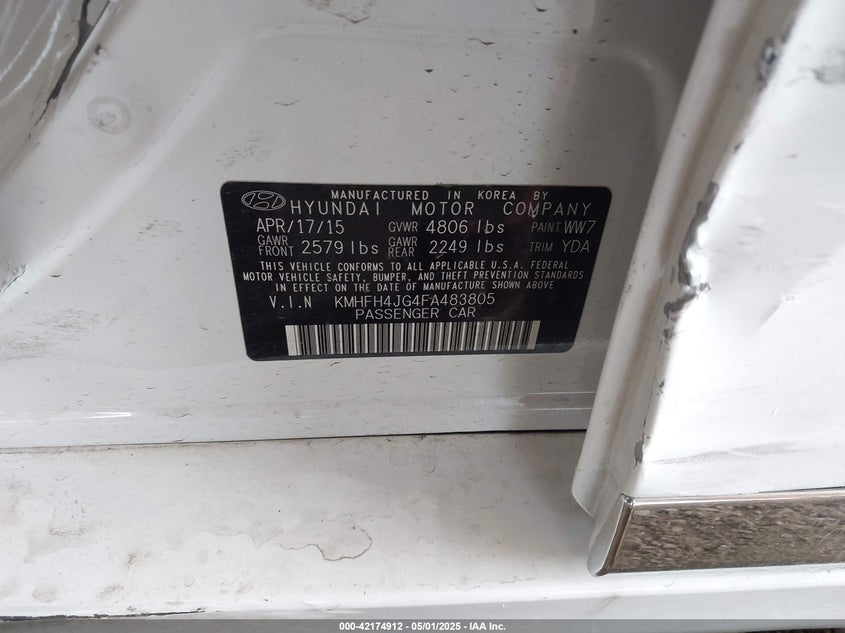 MANUFACTURED IN KOREA BY
HYUNDAI MOTOR COMPANY
APR/17/15 GVWR 4806 lbs PAINT WW7
GAWR FRONT 2579 lbs GAWR REAR 2249 lbs TRIM YDA
THIS VEHICLE CONFORMS TO ALL APPLICABLE U.S.A. FEDERAL
MOTOR VEHICLE SAFETY, BUMPER, AND THEFT PREVENTION STANDARDS
IN EFFECT ON THE DATE OF MANUFACTURE SHOWN ABOVE
V.I.N KMHFH4JG4FA483805
PASSENGER CAR
000-42174912 - 05/01/2025 - IAA Inc.